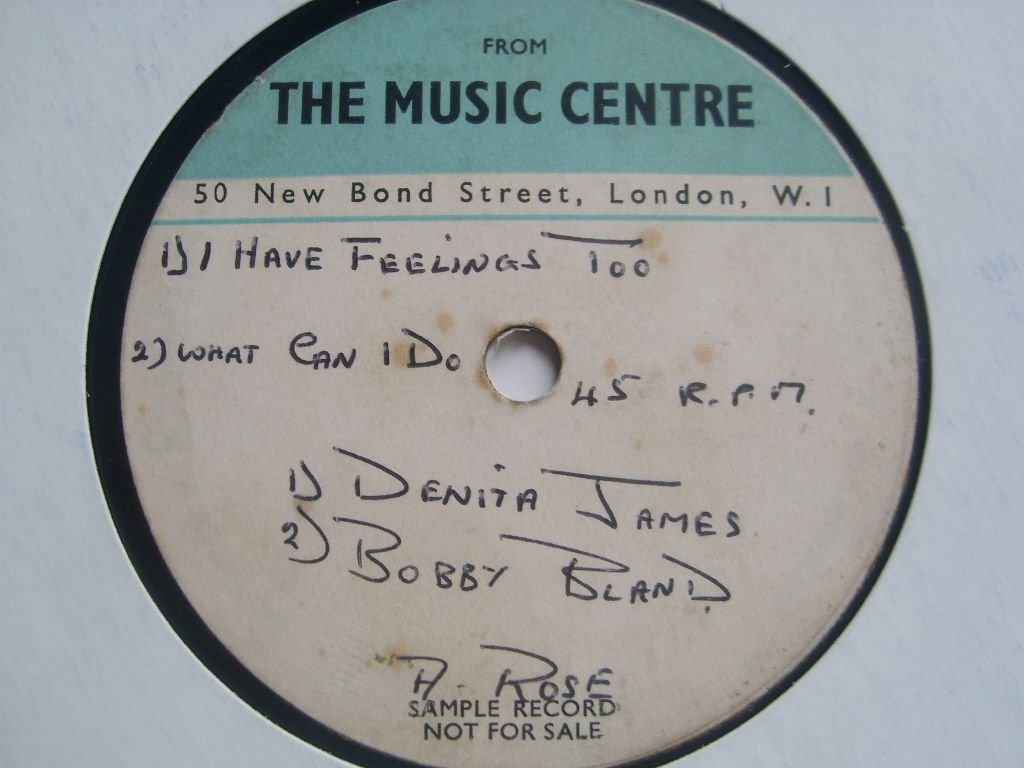 FROM
THE MUSIC CENTRE
50 New Bond Street, London, W.1
1) I HAVE FEELINGS TOO
2) WHAT CAN I DO
45 R.P.M.
1) DENITA JAMES
2) BOBBY BLAND.
A. ROSE
SAMPLE RECORD
NOT FOR SALE